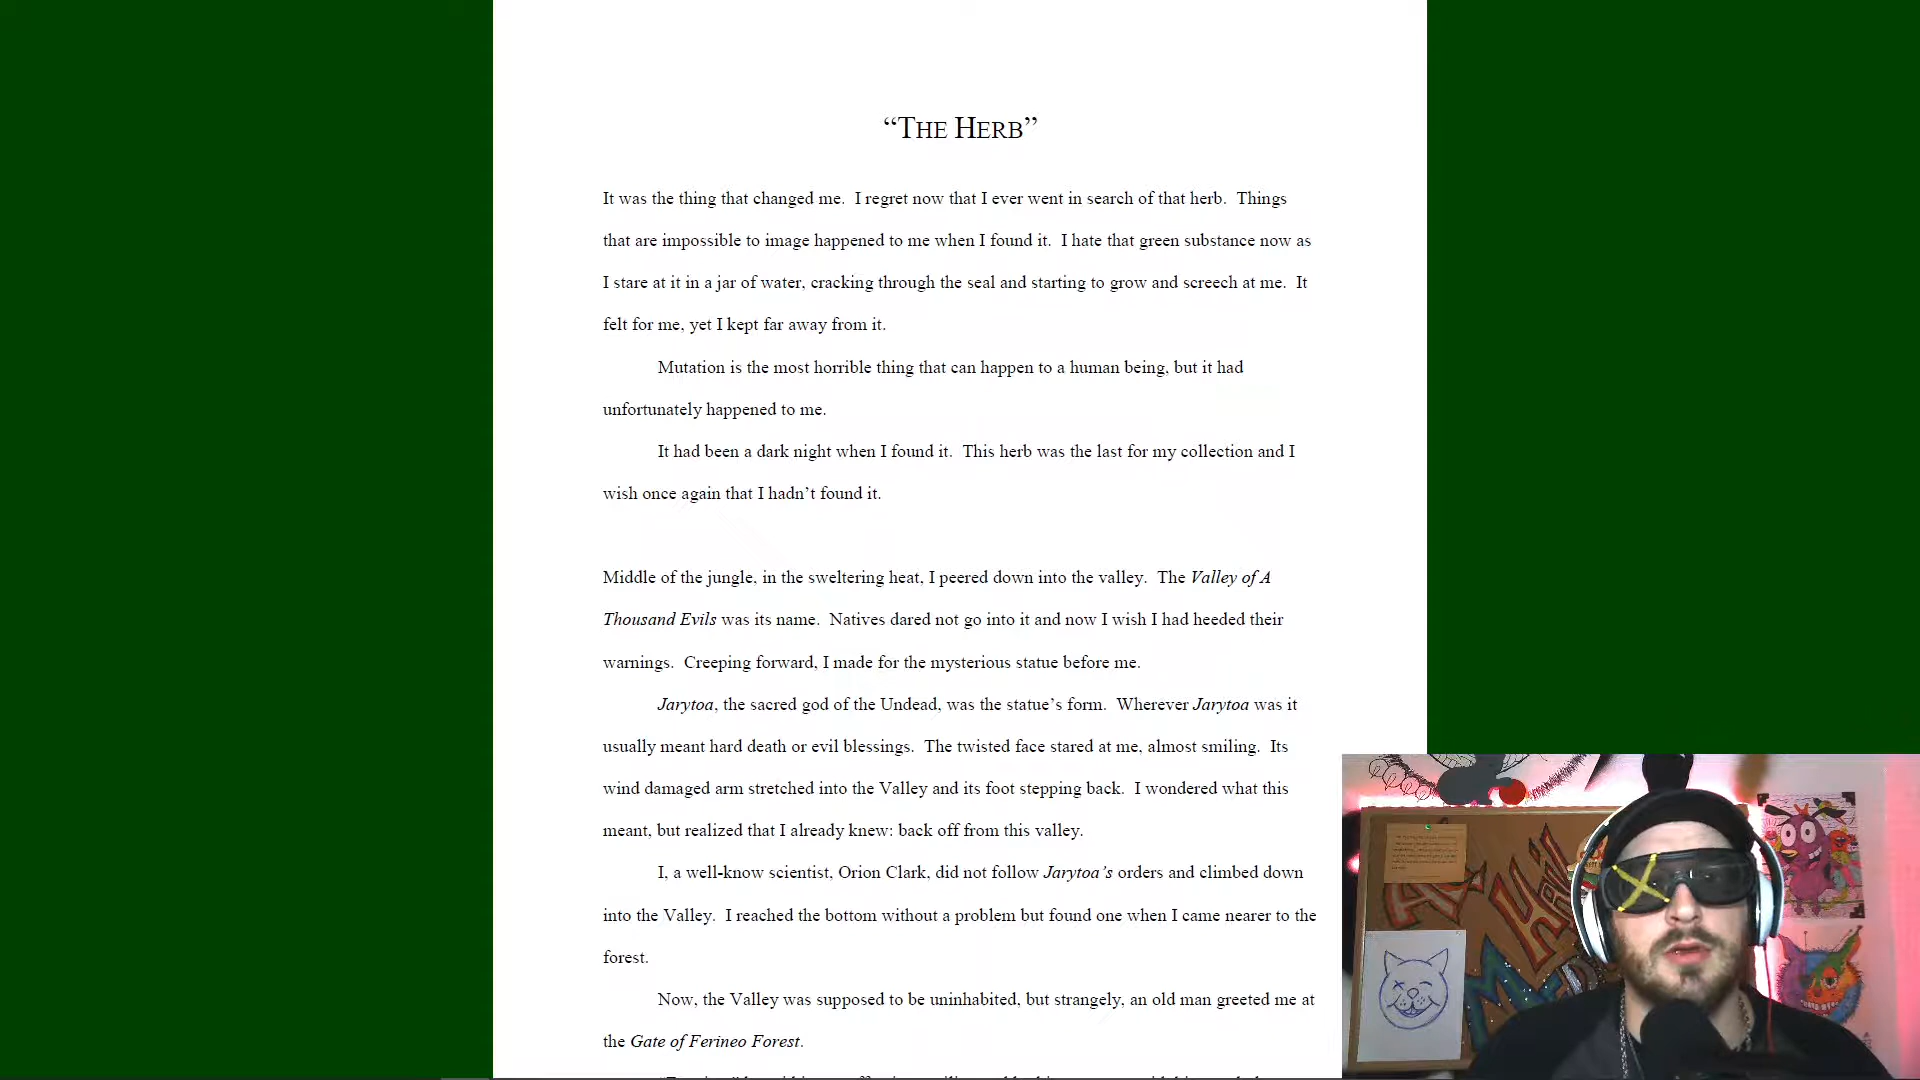 “THE HERB”
It was the thing that changed me.  I regret now that I ever went in search of that herb.  Things
that are impossible to image happened to me when I found it.  I hate that green substance now as
I stare at it in a jar of water, cracking through the seal and starting to grow and screech at me.  It
felt for me, yet I kept far away from it.
Mutation is the most horrible thing that can happen to a human being, but it had
unfortunately happened to me.
It had been a dark night when I found it.  This herb was the last for my collection and I
wish once again that I hadn’t found it.
Middle of the jungle, in the sweltering heat, I peered down into the valley.  The Valley of A
Thousand Evils was its name.  Natives dared not go into it and now I wish I had heeded their
warnings.  Creeping forward, I made for the mysterious statue before me.
Jarytoa, the sacred god of the Undead, was the statue’s form.  Wherever Jarytoa was it
usually meant hard death or evil blessings.  The twisted face stared at me, almost smiling.  Its
wind damaged arm stretched into the Valley and its foot stepping back.  I wondered what this
meant, but realized that I already knew: back off from this valley.
I, a well-know scientist, Orion Clark, did not follow Jarytoa’s orders and climbed down
into the Valley.  I reached the bottom without a problem but found one when I came nearer to the
forest.
Now, the Valley was supposed to be uninhabited, but strangely, an old man greeted me at
the Gate of Ferineo Forest.